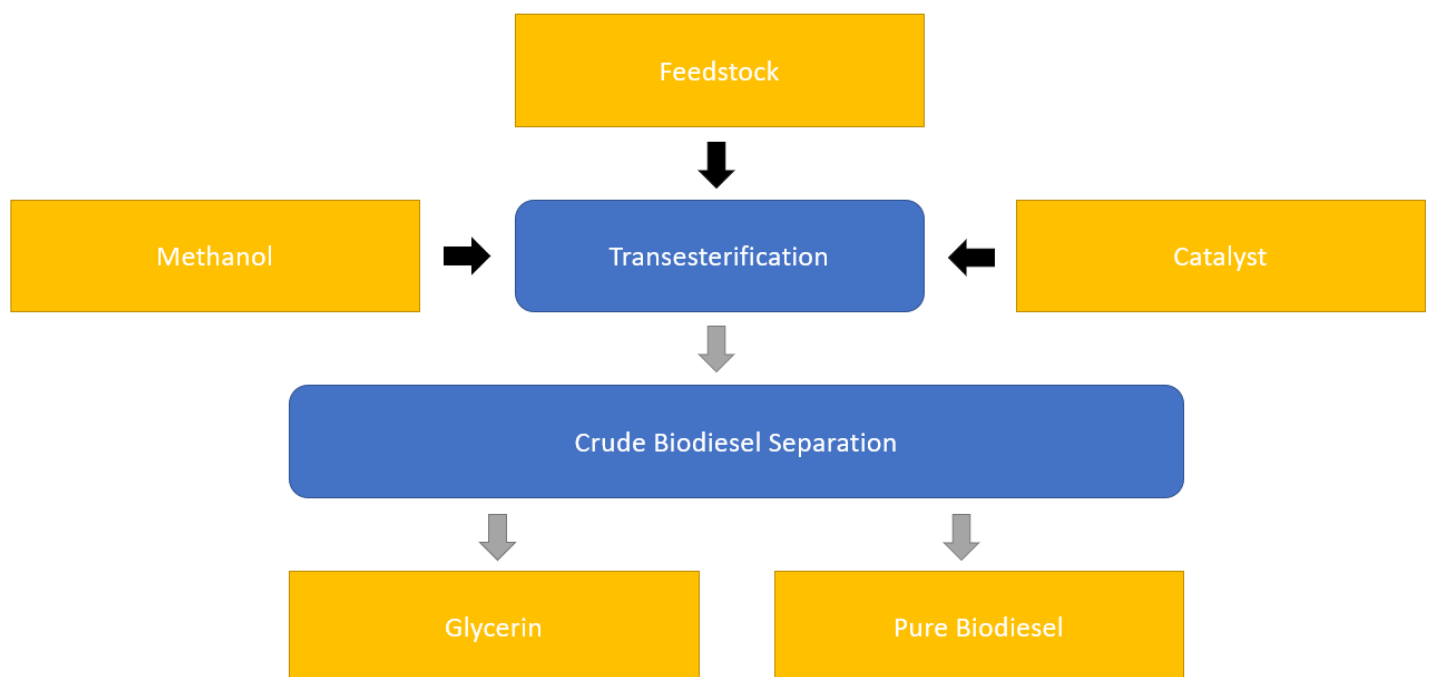 Feedstock
Methanol
Transesterification
Catalyst
Crude Biodiesel Separation
Glycerin
Pure Biodiesel